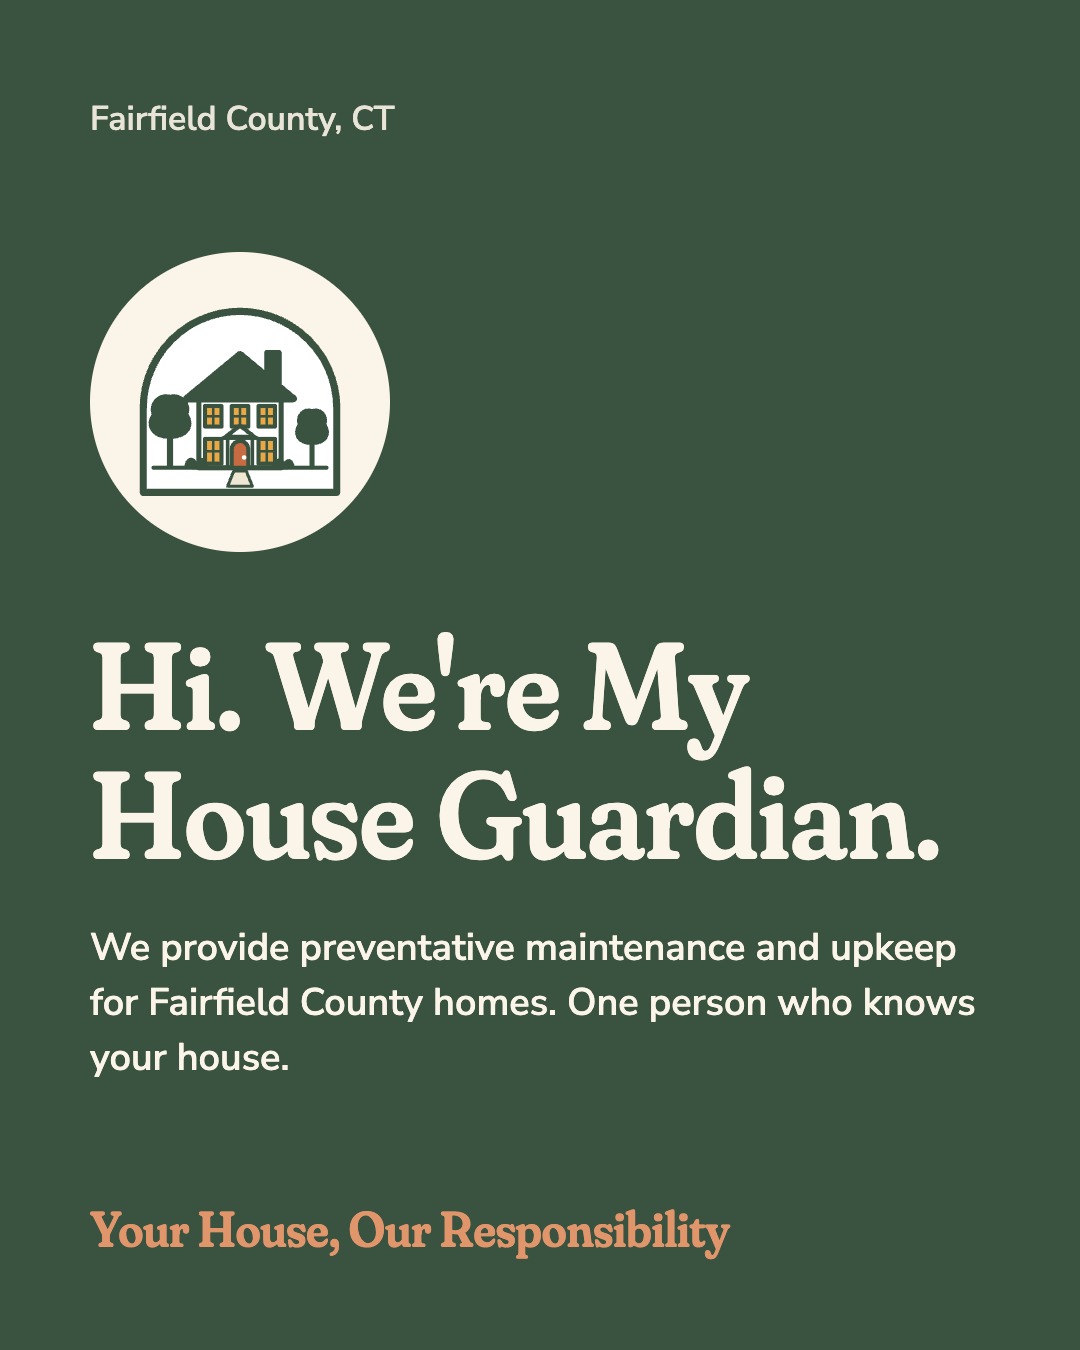 Fairfield County, CT
Hi. We're My
House Guardian.
We provide preventative maintenance and upkeep
for Fairfield County homes. One person who knows
your house.
Your House, Our Responsibility